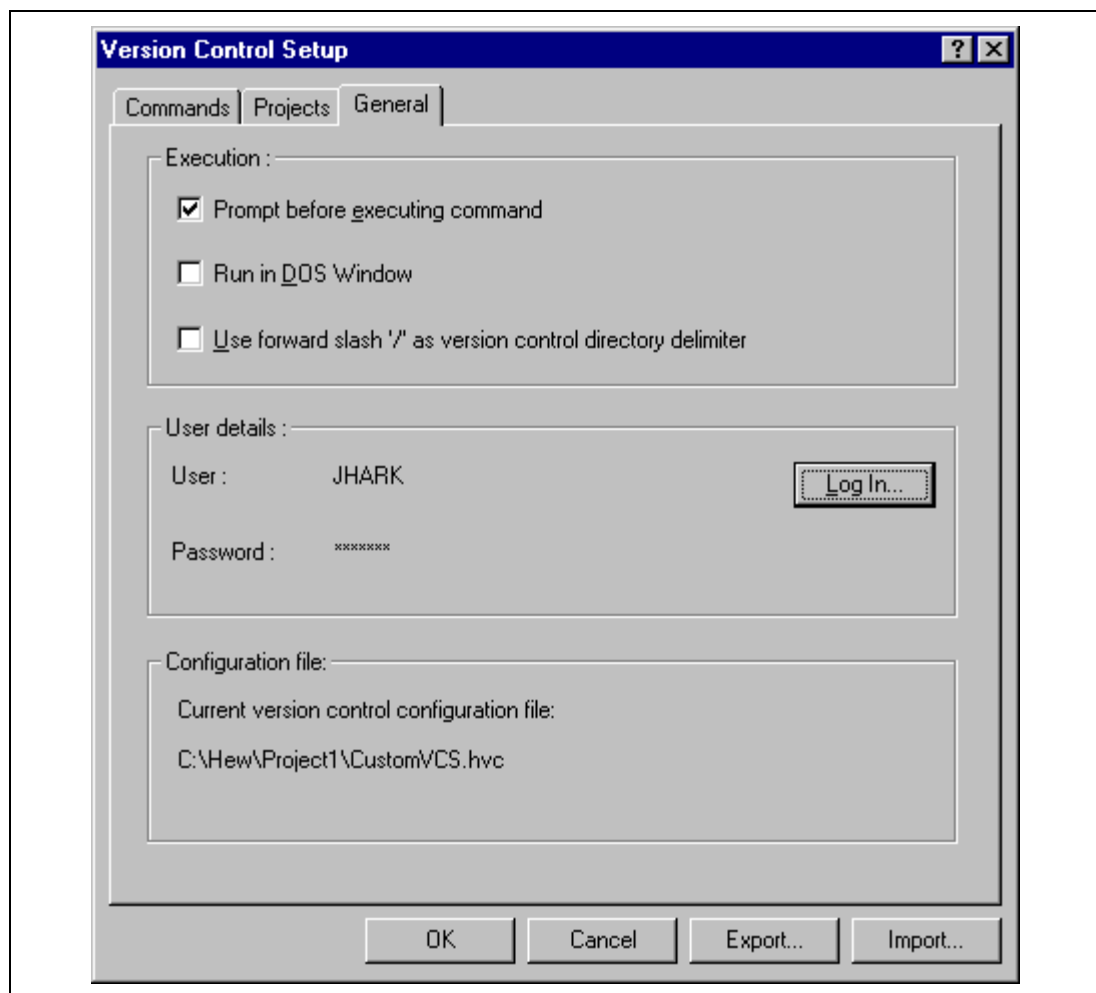 Version Control Setup
Commands Projects General
Execution :
Prompt before executing command
Run in DOS Window
Use forward slash '/' as version control directory delimiter
User details :
User : JHARK Log In...
Password : *******
Configuration file:
Current version control configuration file:
C:\Hew\Project1\CustomVCS.hvc
OK Cancel Export... Import...